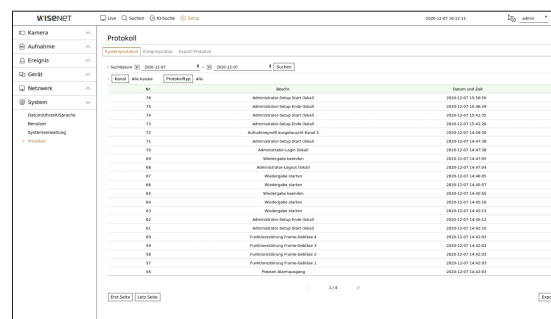 WISENET
Live Suchen KI-Suche Setup
2020-12-07 16:12:11
admin
Kamera
Aufnahme
Ereignis
Gerät
Netzwerk
System
Datum/Uhrzeit/Sprache
Benutzer
Systemverwaltung
Protokoll
Protokoll
Systemprotokoll Ereignisprotok. Export-Protokoll
Suchdatum 2020-12-07 ~ 2020-12-07 Suchen
Kanal Alle Kanäle Protokolltyp Alle
Nr. Beschr. Datum und Zeit
76 Administrator-Setup Start (lokal) 2020-12-07 15:50:50
75 Administrator-Setup Ende (lokal) 2020-12-07 15:46:29
74 Administrator-Setup Start (lokal) 2020-12-07 15:41:35
73 Administrator-Setup Ende (lokal) 2020-12-07 15:41:26
72 Aufnahmeprofil ausgetauscht Kanal 5 2020-12-07 14:58:30
71 Administrator-Setup Start (lokal) 2020-12-07 14:47:38
70 Administrator-Login (lokal) 2020-12-07 14:47:38
69 Wiedergabe beenden 2020-12-07 14:47:05
68 Administrator-Logout (lokal) 2020-12-07 14:47:04
67 Wiedergabe starten 2020-12-07 14:46:05
66 Wiedergabe starten 2020-12-07 14:45:57
65 Wiedergabe beenden 2020-12-07 14:45:55
64 Wiedergabe starten 2020-12-07 14:45:18
63 Wiedergabe starten 2020-12-07 14:45:13
62 Administrator-Setup Ende (lokal) 2020-12-07 14:45:12
61 Administrator-Setup Start (lokal) 2020-12-07 14:42:10
60 Funktionsstörung Frame-Gebläse 4 2020-12-07 14:42:03
59 Funktionsstörung Frame-Gebläse 3 2020-12-07 14:42:03
58 Funktionsstörung Frame-Gebläse 2 2020-12-07 14:42:03
57 Funktionsstörung Frame-Gebläse 1 2020-12-07 14:42:03
56 Piepsen Alarmausgang 2020-12-07 14:42:03
1 / 4
Erst.Seite Letz.Seite
Expo